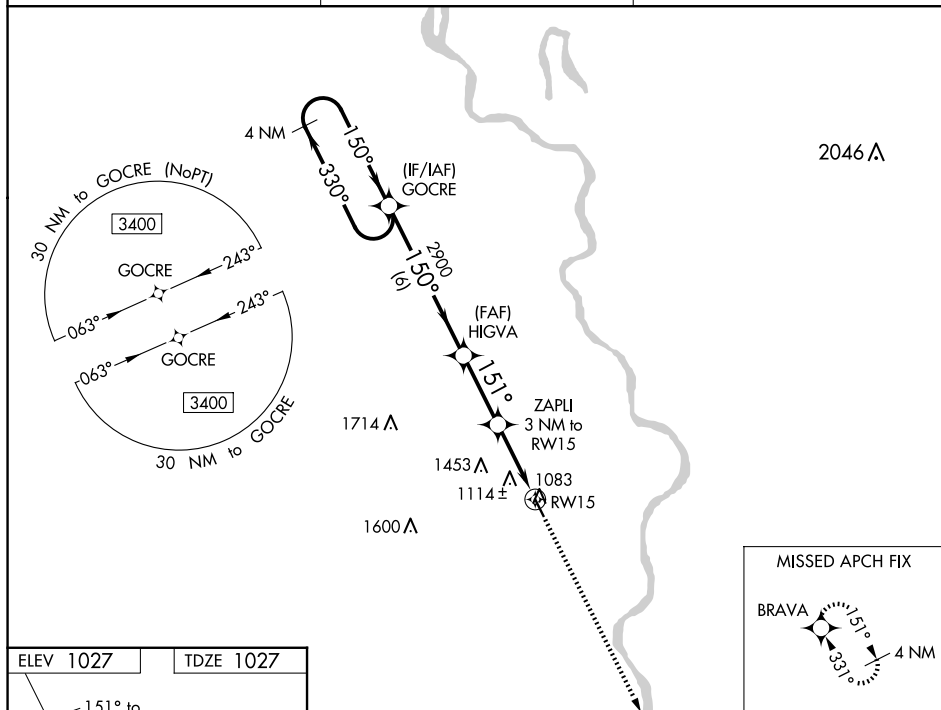 4 NM
150°
330°
(IF/IAF)
GOCRE
2046
30 NM to GOCRE (NoPT)
3400
GOCRE
243°
063°
243°
063°
GOCRE
3400
30 NM to GOCRE
2900
150°
(6)
(FAF)
HIGVA
151°
ZAPLI
3 NM to
RW15
1714
1453
1114 ±
1083
RW15
1600
MISSED APCH FIX
BRAVA
151°
331°
4 NM
ELEV 1027
TDZE 1027
151° to